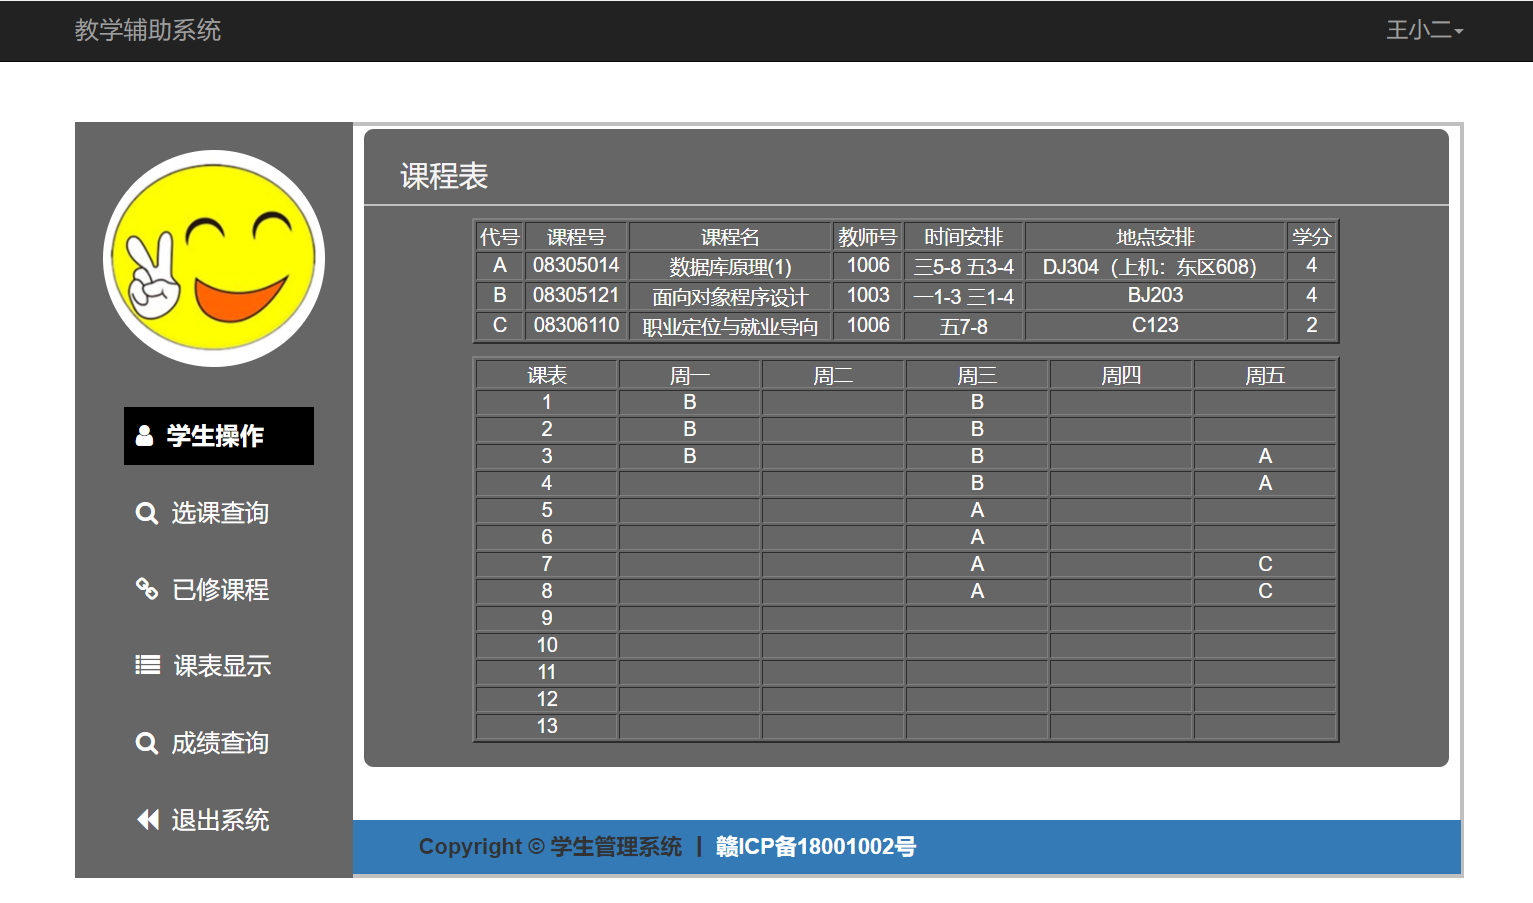 教学辅助系统
王小二
学生操作
选课查询
已修课程
课表显示
成绩查询
退出系统
课程表
代号 课程号 课程名 教师号 时间安排 地点安排 学分
A 08305014 数据库原理(1) 1006 三5-8 五3-4 DJ304（上机：东区608） 4
B 08305121 面向对象程序设计 1003 一1-3 三1-4 BJ203 4
C 08306110 职业定位与就业导向 1006 五7-8 C123 2
课表 周一 周二 周三 周四 周五
1 B B
2 B B
3 B B A
4 B A
5 A
6 A
7 A C
8 A C
9
10
11
12
13
Copyright © 学生管理系统 | 赣ICP备18001002号